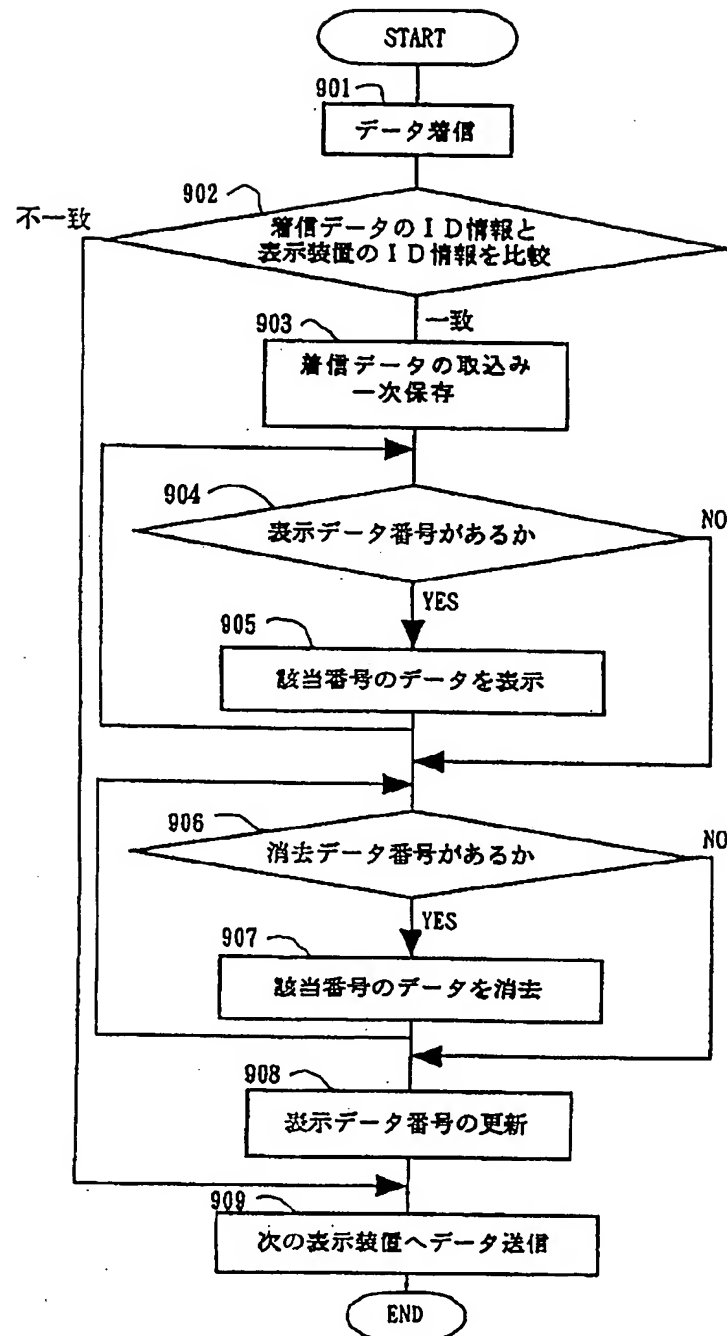 START
901
データ着信
902
不一致
着信データのID情報と
表示装置のID情報を比較
一致
903
着信データの取込み
一次保存
904
表示データ番号があるか
NO
YES
905
該当番号のデータを表示
906
消去データ番号があるか
NO
YES
907
該当番号のデータを消去
908
表示データ番号の更新
909
次の表示装置へデータ送信
END